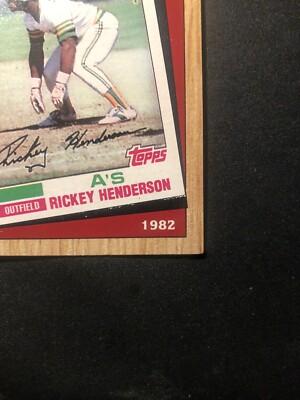 Rickey Henderson
Topps
A'S
OUTFIELD RICKEY HENDERSON
1982